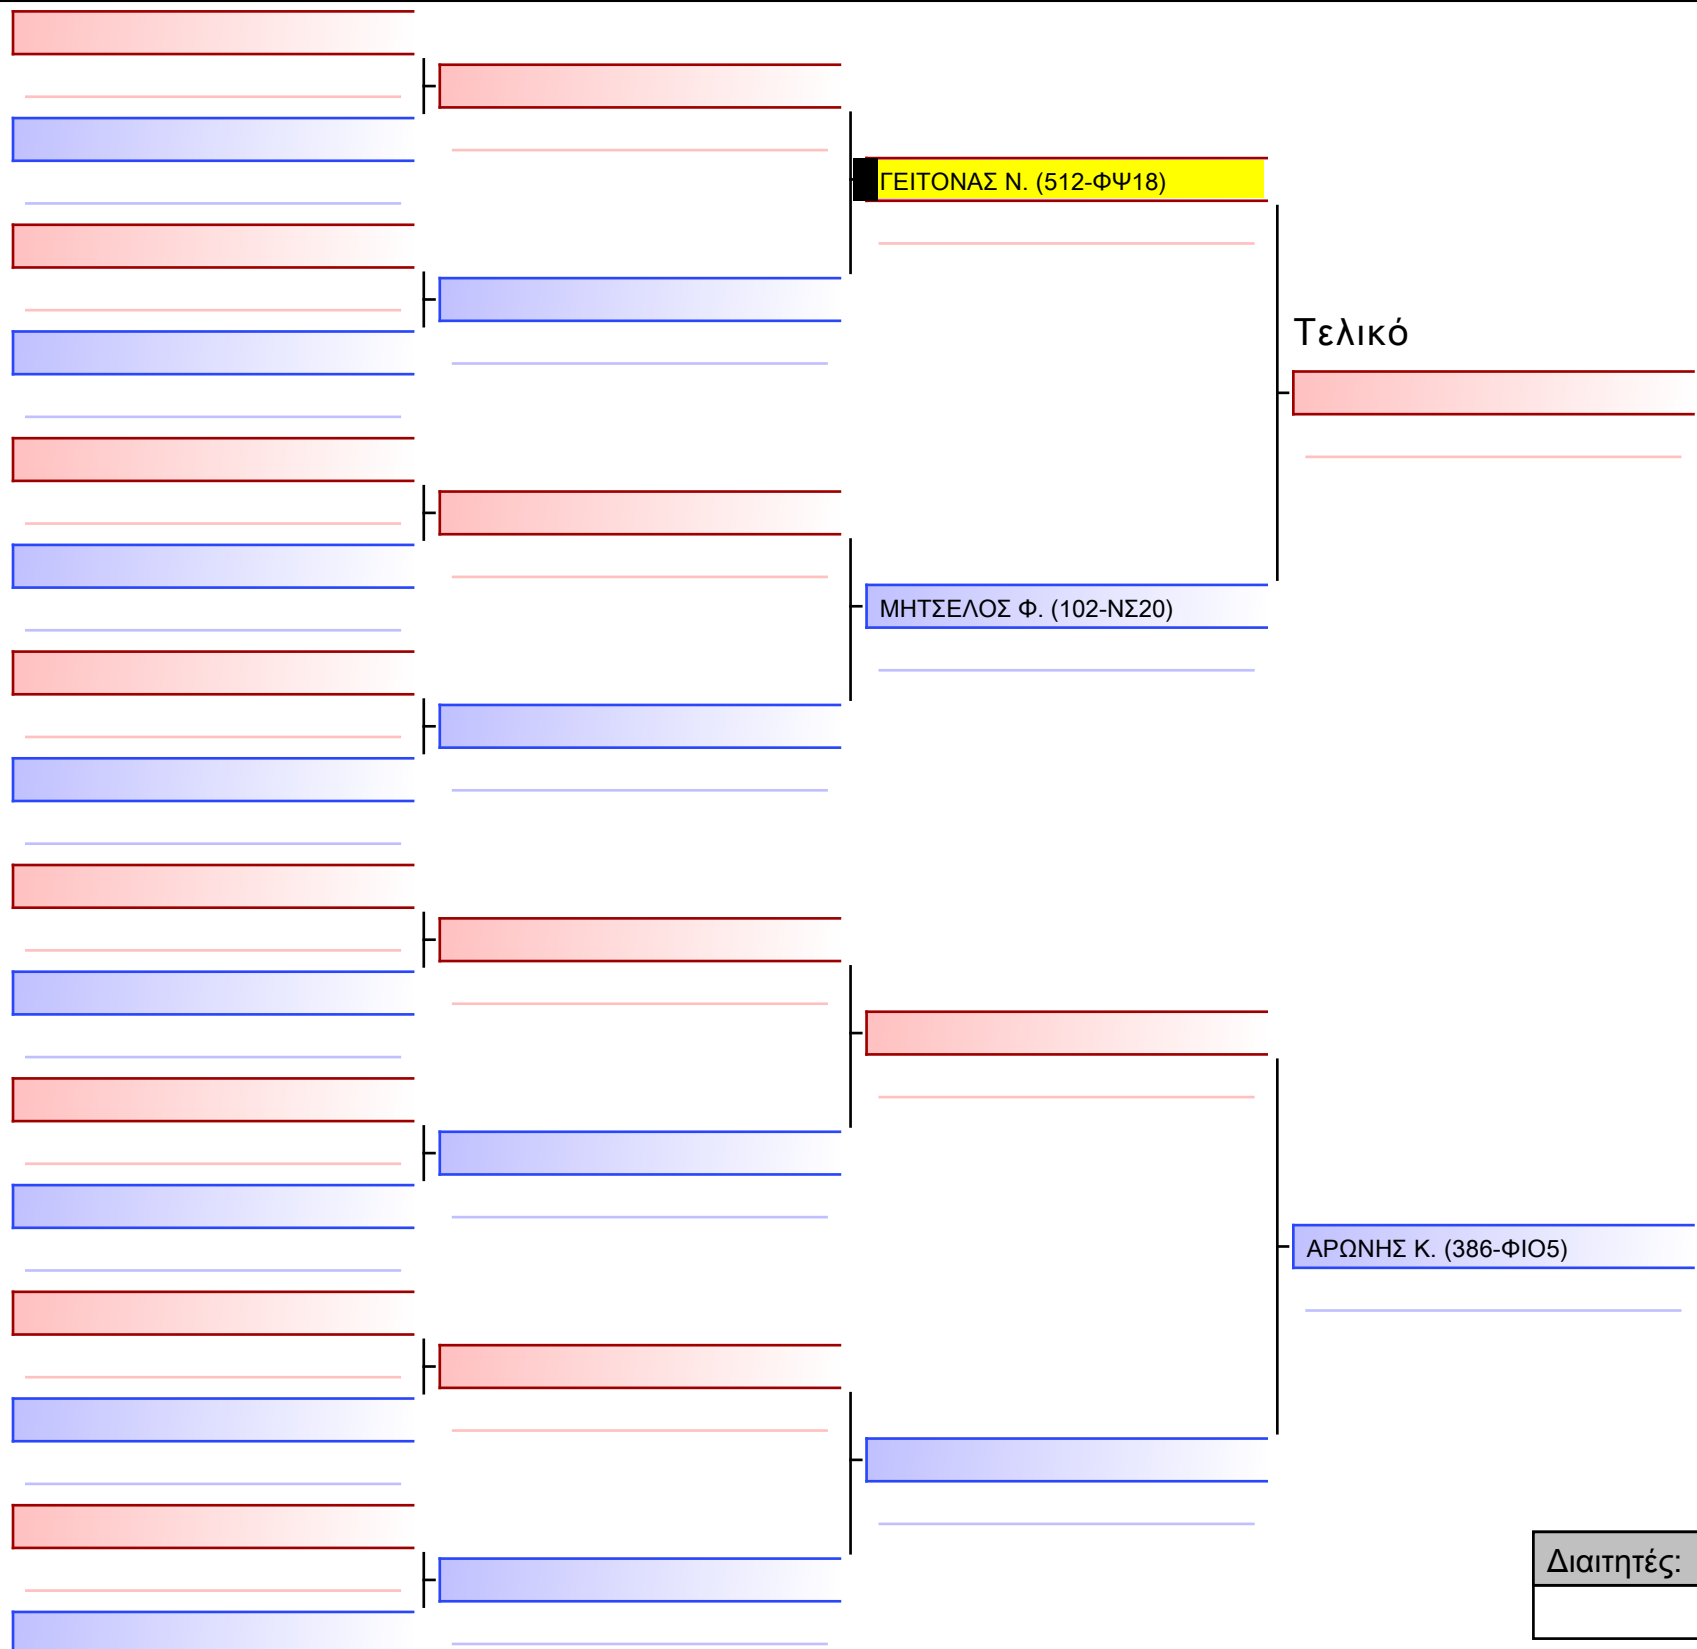 ΓΕΙΤΟΝΑΣ Ν. (512-ΦΨ18)
Τελικό
ΜΗΤΣΕΛΟΣ Φ. (102-ΝΣ20)
ΑΡΩΝΗΣ Κ. (386-ΦΙΟ5)
Διαιτητές: